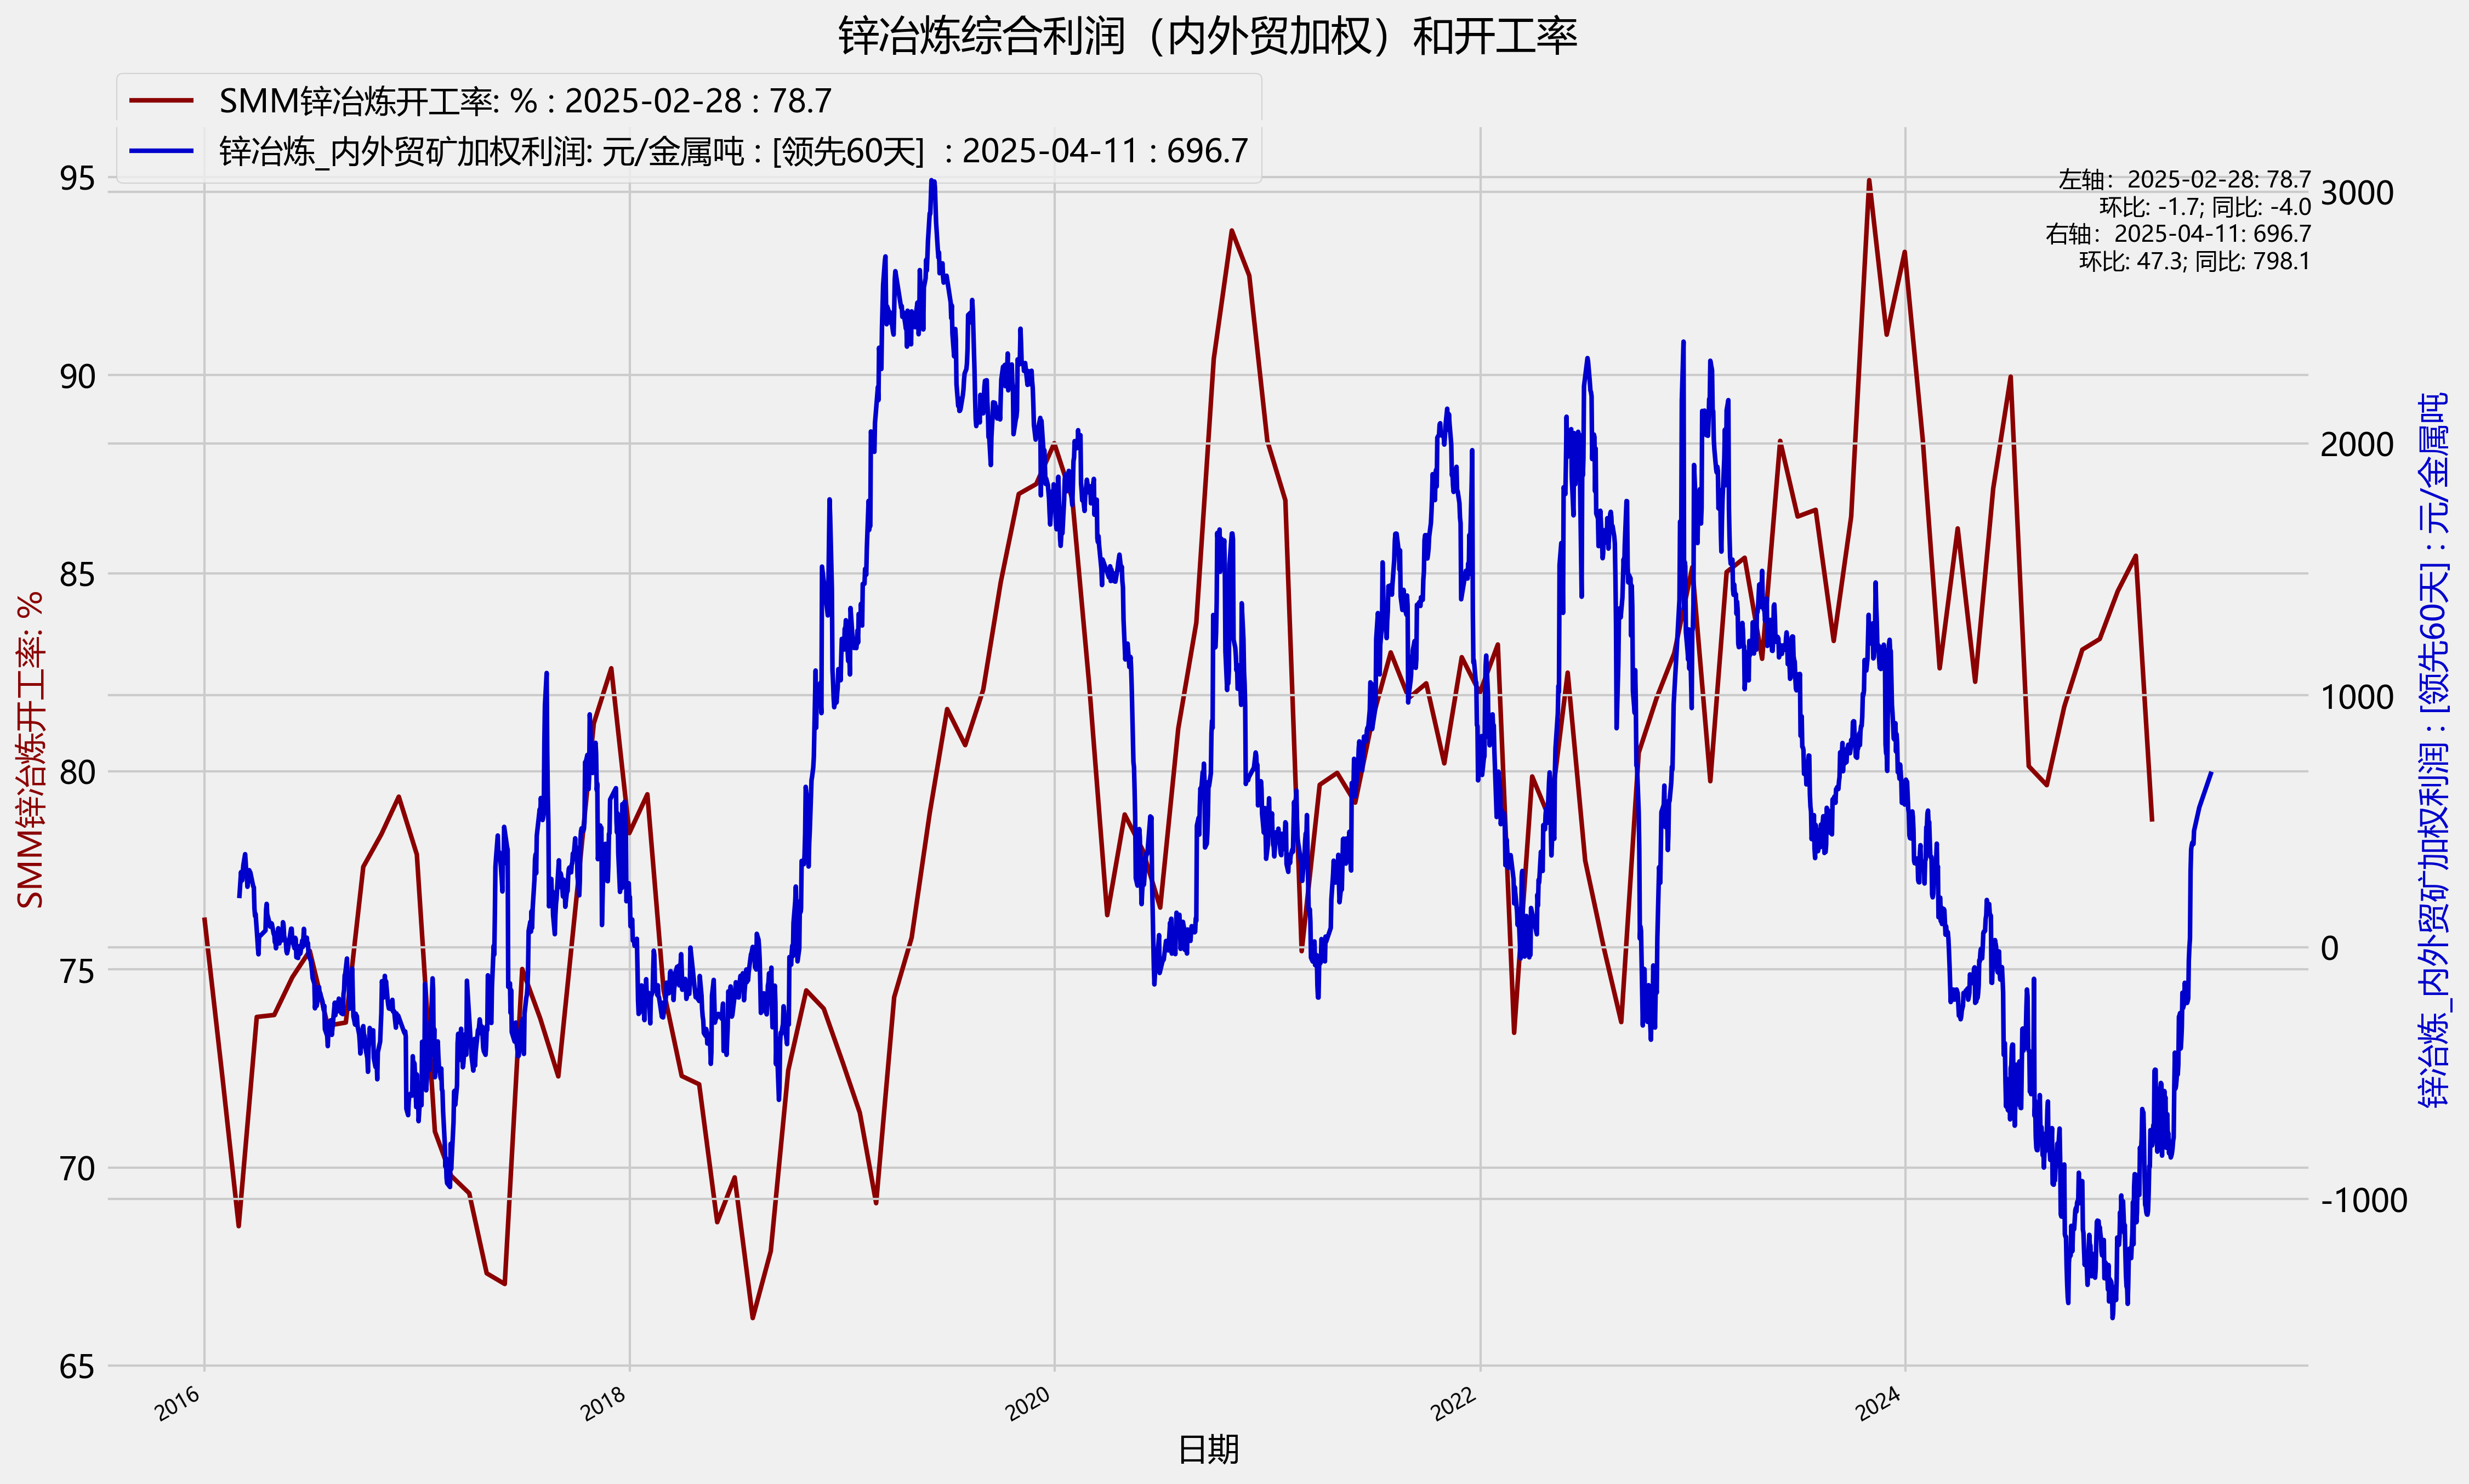 锌冶炼综合利润（内外贸加权）和开工率
SMM锌冶炼开工率: % : 2025-02-28 : 78.7
锌冶炼_内外贸矿加权利润: 元/金属吨 : [领先60天]  : 2025-04-11 : 696.7
左轴：2025-02-28: 78.7
环比: -1.7; 同比: -4.0
右轴：2025-04-11: 696.7
环比: 47.3; 同比: 798.1
95
90
85
80
75
70
65
SMM锌冶炼开工率: %
3000
2000
1000
0
-1000
锌冶炼_内外贸矿加权利润 : [领先60天] : 元/金属吨
2016
2018
2020
2022
2024
日期